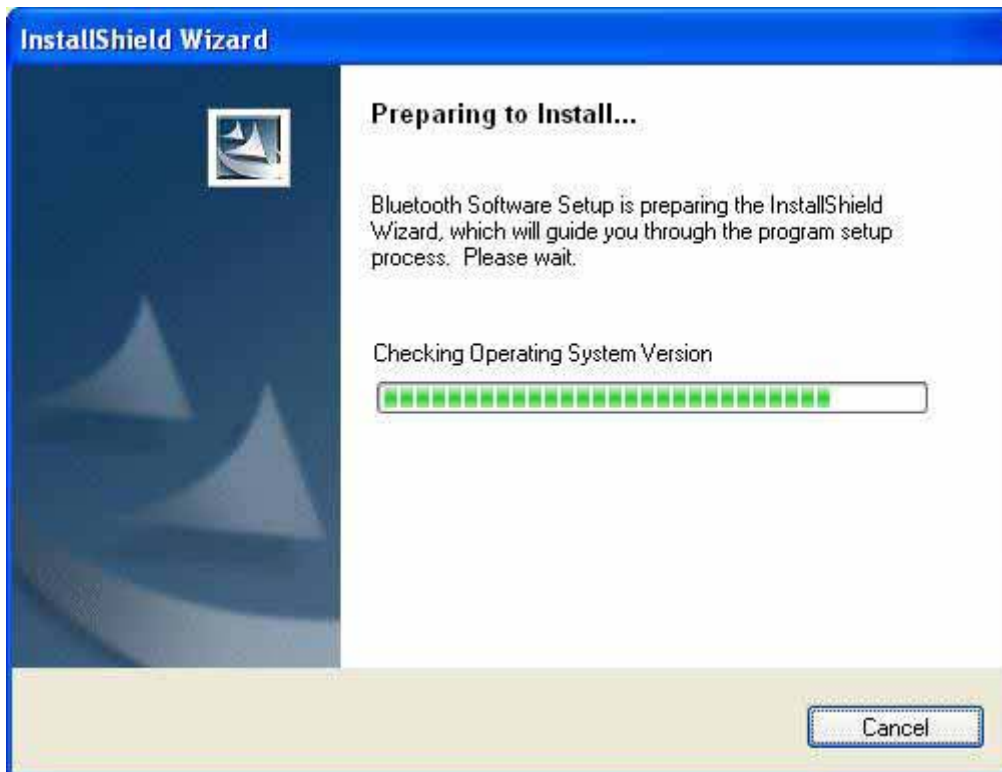 InstallShield Wizard
Preparing to Install...
Bluetooth Software Setup is preparing the InstallShield
Wizard, which will guide you through the program setup
process.  Please wait.
Checking Operating System Version
Cancel